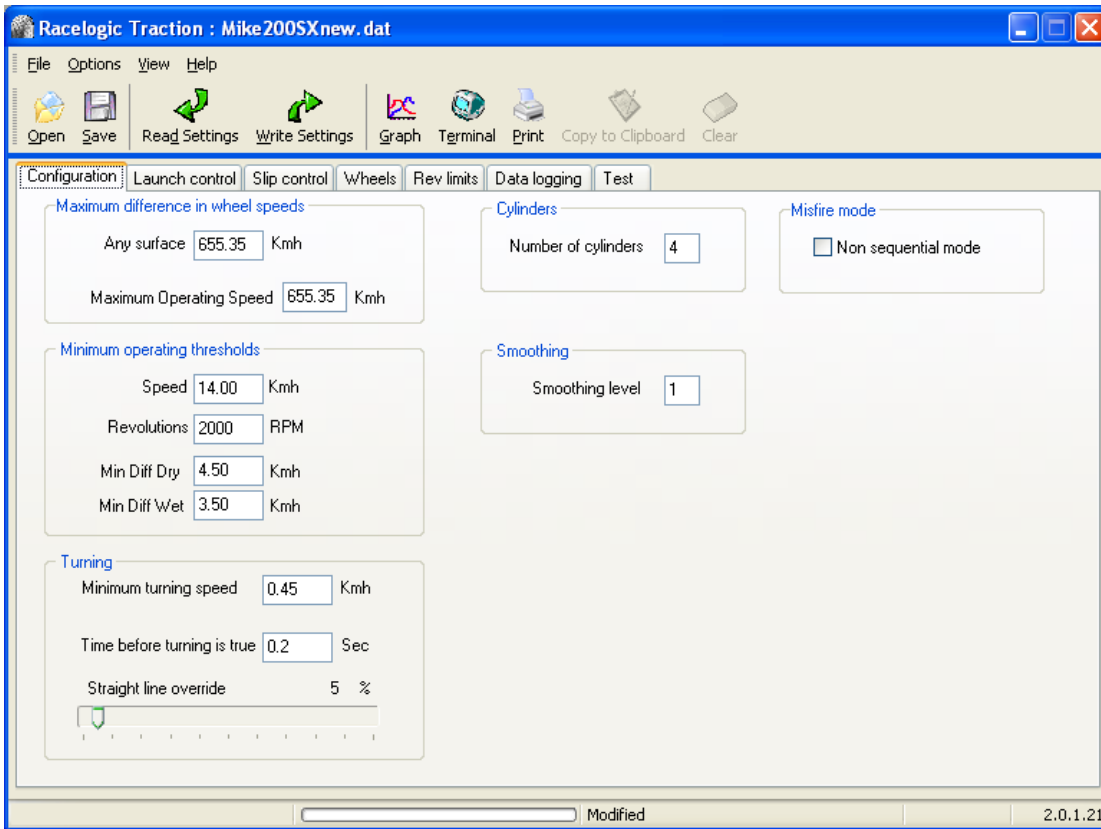 Racelogic Traction : Mike200SXnew.dat
File Options View Help
Open Save Read Settings Write Settings Graph Terminal Print Copy to Clipboard Clear
Configuration Launch control Slip control Wheels Rev limits Data logging Test
Maximum difference in wheel speeds
Any surface 655.35 Kmh
Maximum Operating Speed 655.35 Kmh
Cylinders
Number of cylinders 4
Misfire mode
Non sequential mode
Minimum operating thresholds
Speed 14.00 Kmh
Revolutions 2000 RPM
Min Diff Dry 4.50 Kmh
Min Diff Wet 3.50 Kmh
Smoothing
Smoothing level 1
Turning
Minimum turning speed 0.45 Kmh
Time before turning is true 0.2 Sec
Straight line override 5 %
Modified 2.0.1.21